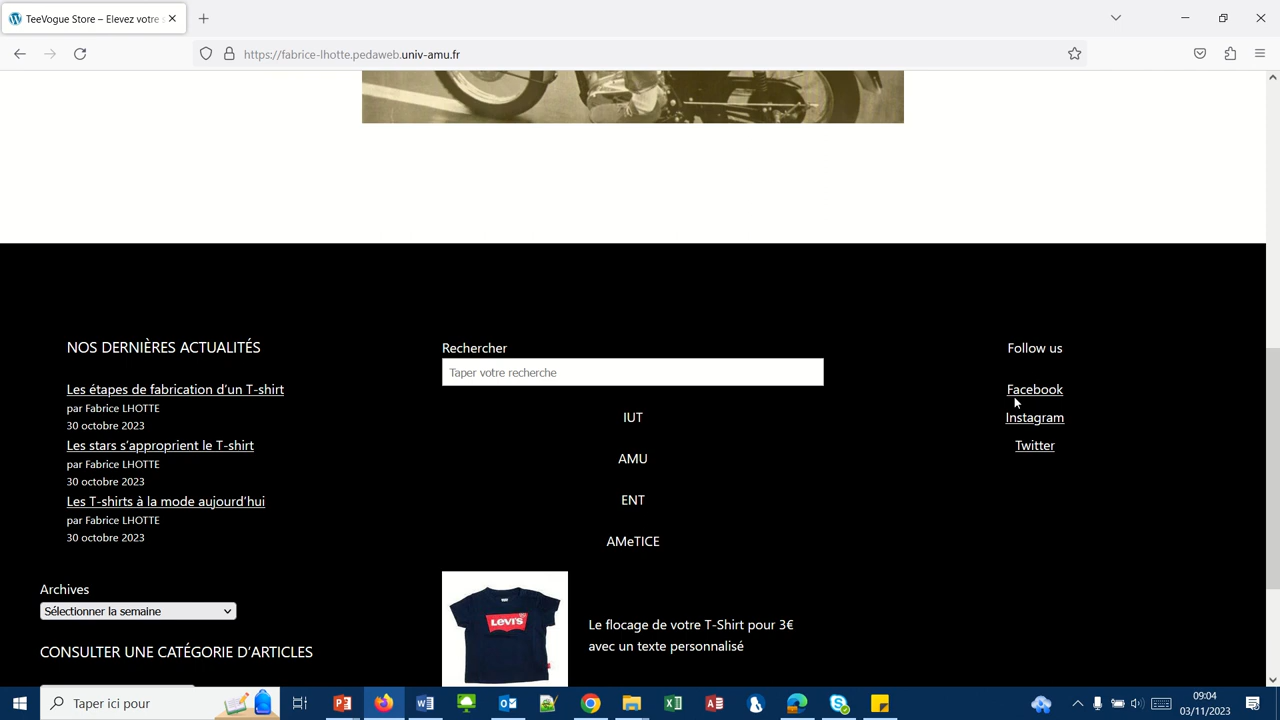 TeeVogue Store – Elevez votre s
https://fabrice-lhotte.pedaweb.univ-amu.fr
NOS DERNIÈRES ACTUALITÉS
Les étapes de fabrication d'un T-shirt
par Fabrice LHOTTE
30 octobre 2023
Les stars s'approprient le T-shirt
par Fabrice LHOTTE
30 octobre 2023
Les T-shirts à la mode aujourd'hui
par Fabrice LHOTTE
30 octobre 2023
Archives
Sélectionner la semaine
CONSULTER UNE CATÉGORIE D'ARTICLES
Rechercher
Taper votre recherche
IUT
AMU
ENT
AMeTICE
LEVI'S
Le flocage de votre T-Shirt pour 3€
avec un texte personnalisé
Follow us
Facebook
Instagram
Twitter
Taper ici pour
09:04
03/11/2023